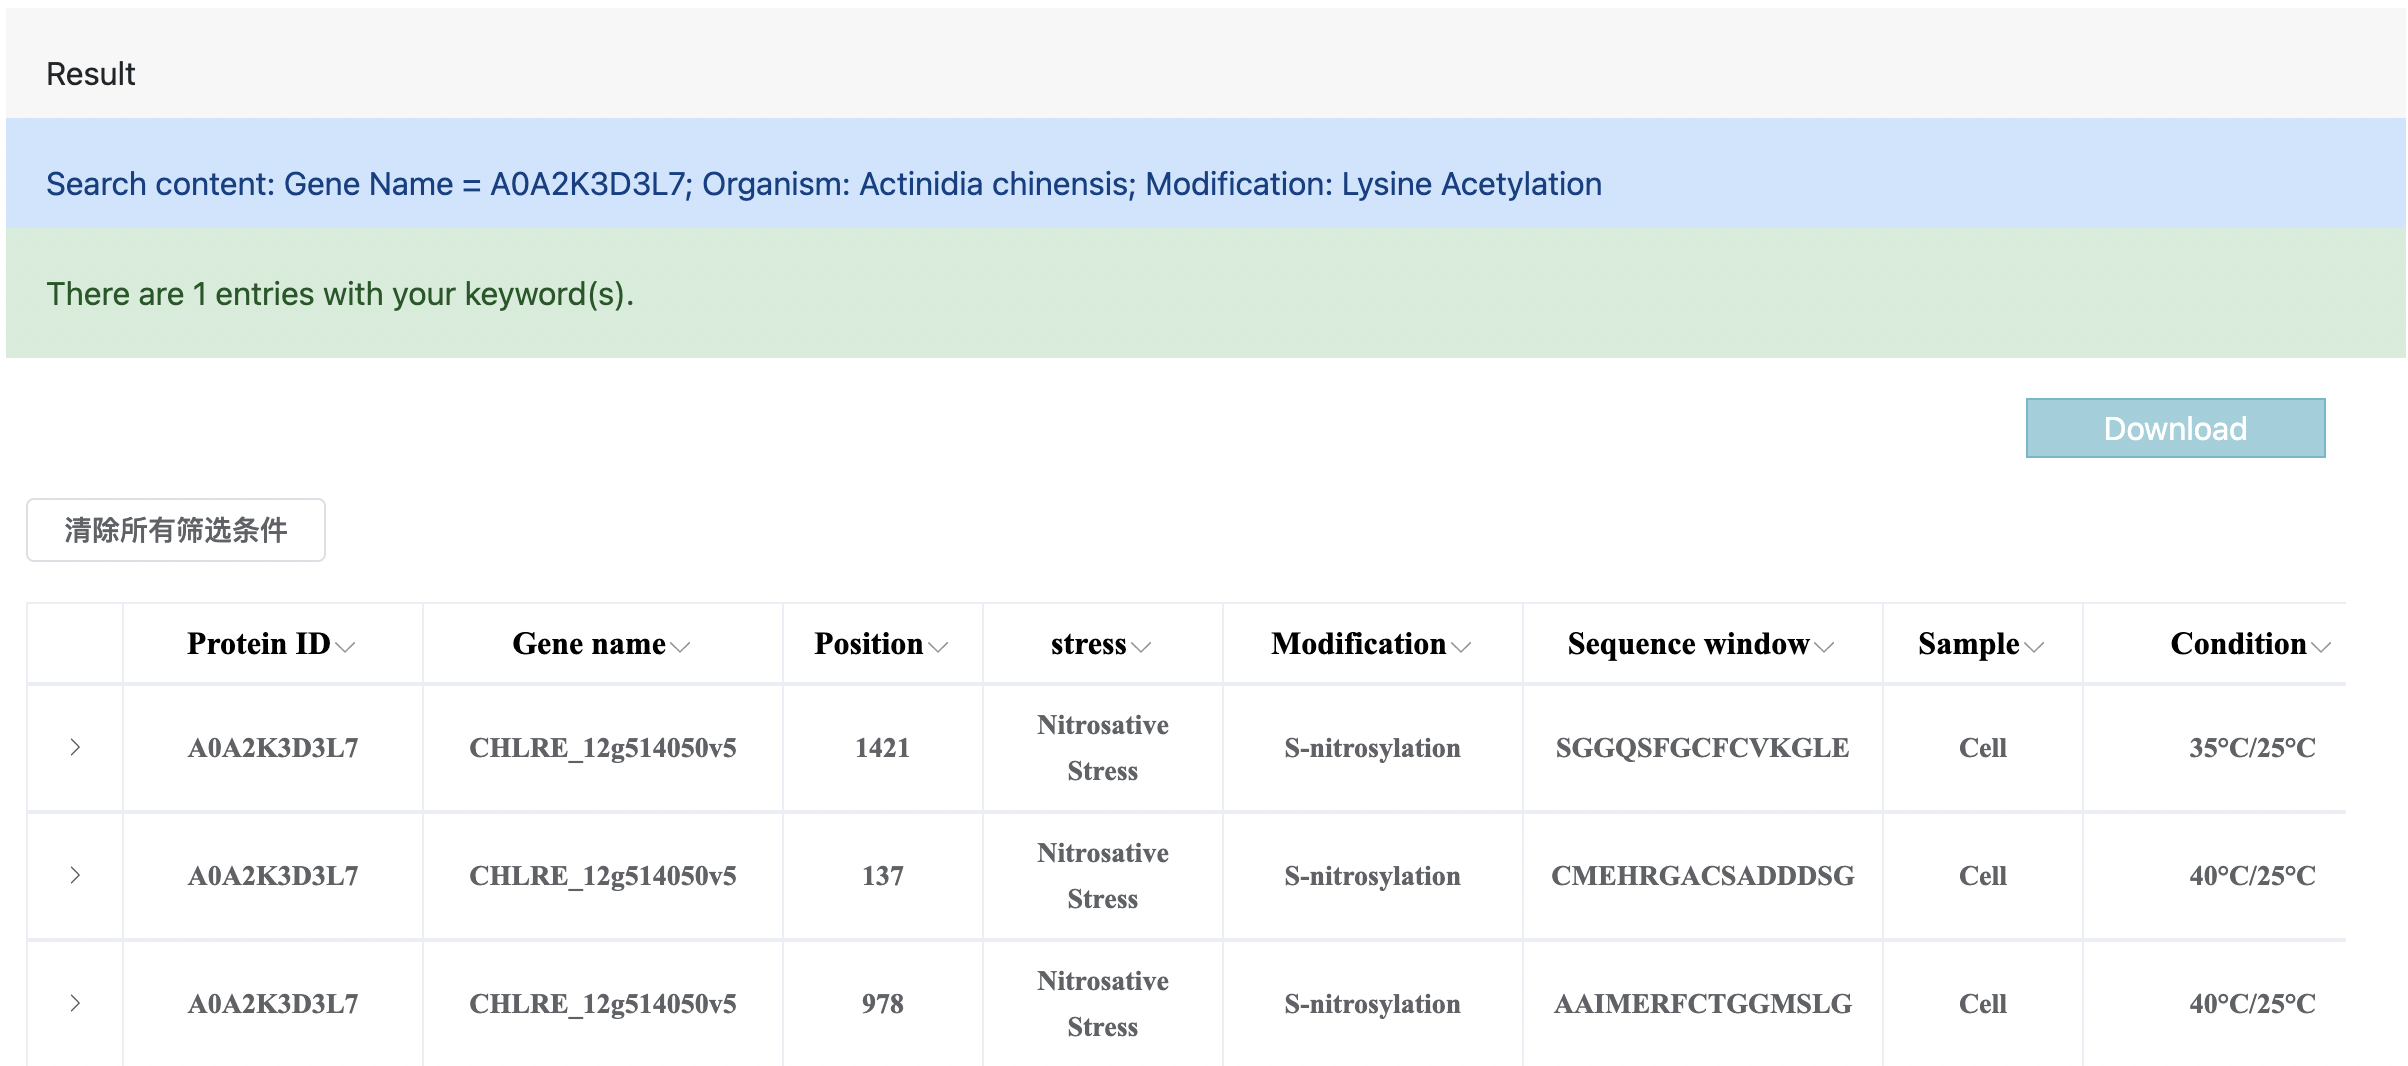 Result
Search content: Gene Name = A0A2K3D3L7; Organism: Actinidia chinensis; Modification: Lysine Acetylation
There are 1 entries with your keyword(s).
Download
清除所有筛选条件
Protein ID Gene name Position stress Modification Sequence window Sample Condition
A0A2K3D3L7 CHLRE_12g514050v5 1421 Nitrosative Stress S-nitrosylation SGGQSFGCFCVKGLE Cell 35°C/25°C
A0A2K3D3L7 CHLRE_12g514050v5 137 Nitrosative Stress S-nitrosylation CMEHRGACSADDDSG Cell 40°C/25°C
A0A2K3D3L7 CHLRE_12g514050v5 978 Nitrosative Stress S-nitrosylation AAIMERFCTGGMSLG Cell 40°C/25°C